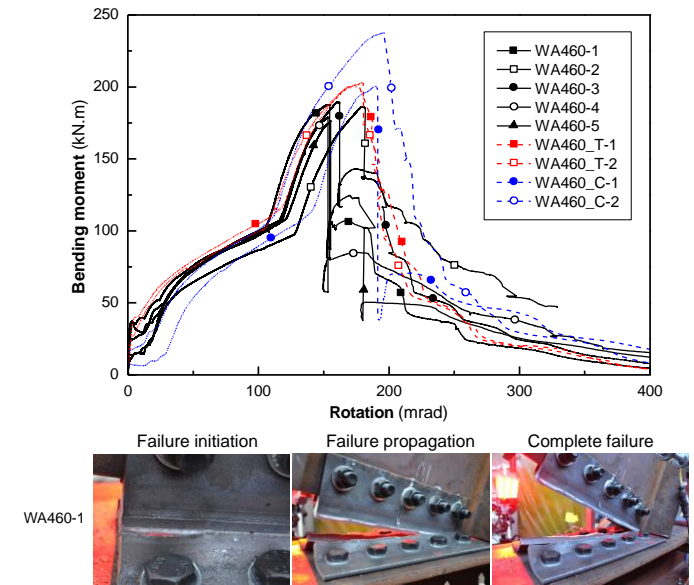 250
200
150
100
50
0
Bending moment (kN.m)
0 100 200 300 400
Rotation (mrad)
WA460-1
WA460-2
WA460-3
WA460-4
WA460-5
WA460_T-1
WA460_T-2
WA460_C-1
WA460_C-2
Failure initiation Failure propagation Complete failure
WA460-1